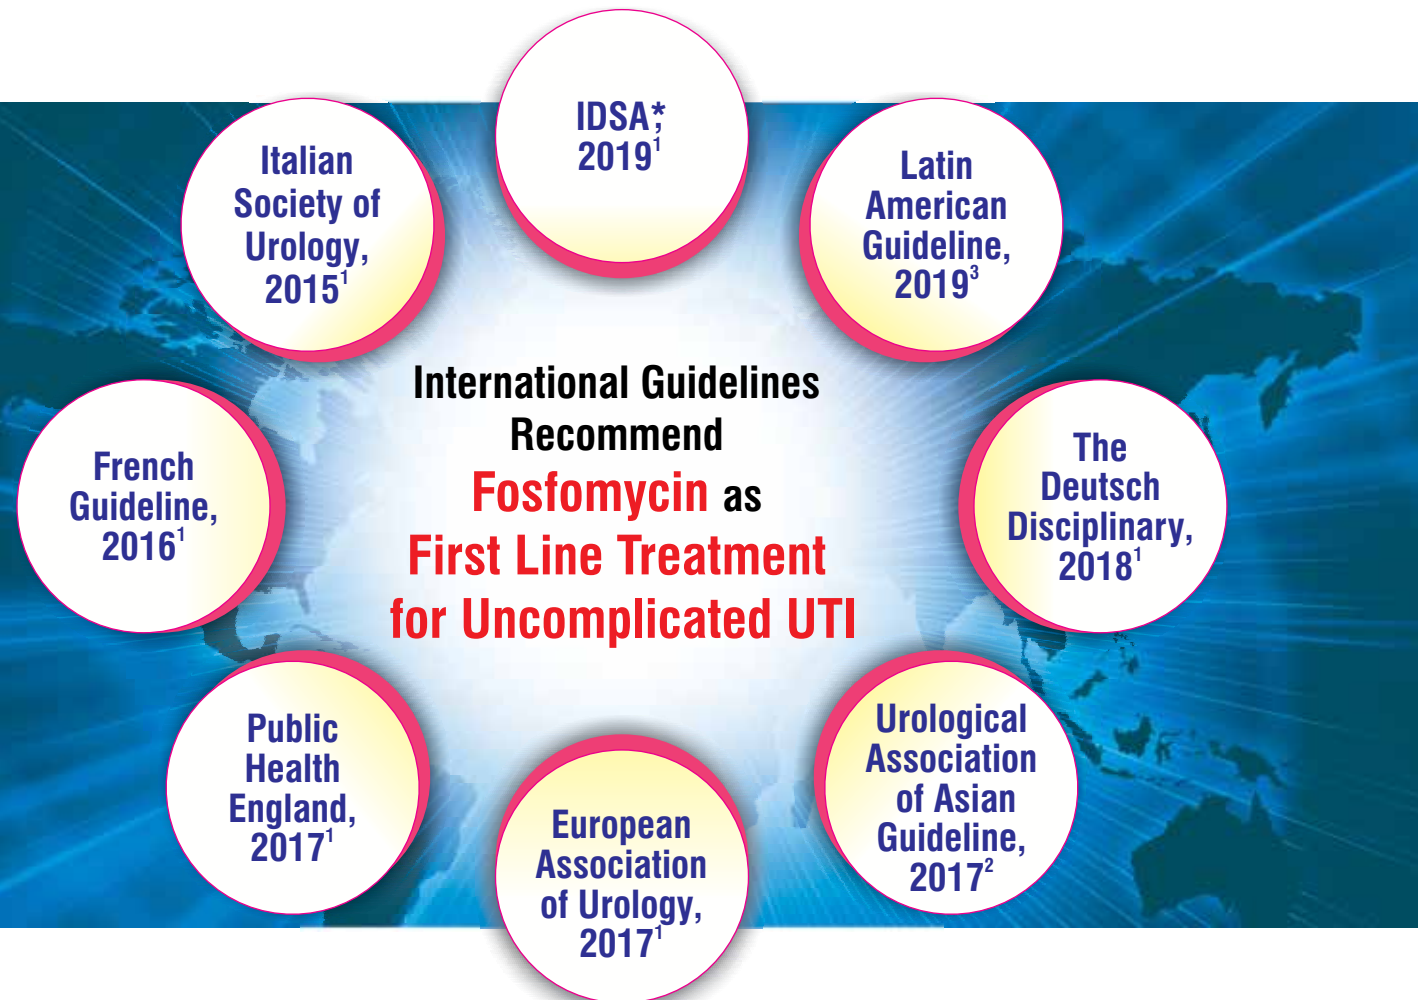 IDSA*,
2019¹
Italian
Society of
Urology,
2015¹
Latin
American
Guideline,
2019³
International Guidelines
Recommend
Fosfomycin as
First Line Treatment
for Uncomplicated UTI
French
Guideline,
2016¹
The
Deutsch
Disciplinary,
2018¹
Public
Health
England,
2017¹
European
Association
of Urology,
2017¹
Urological
Association
of Asian
Guideline,
2017²